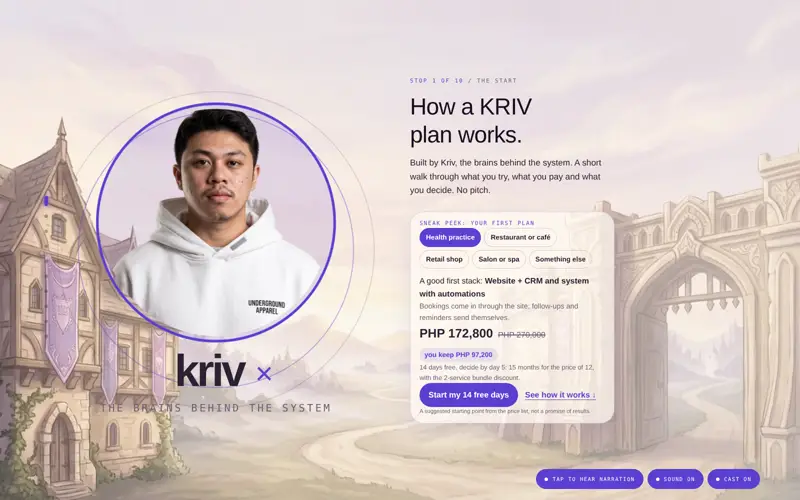 STOP 1 OF 10 / THE START
How a KRIV
plan works.
Built by Kriv, the brains behind the system. A short
walk through what you try, what you pay and what
you decide. No pitch.
SNEAK PEEK: YOUR FIRST PLAN
Health practice
Restaurant or café
Retail shop
Salon or spa
Something else
A good first stack: Website + CRM and system
with automations
Bookings come in through the site; follow-ups and
reminders send themselves.
PHP 172,800 PHP 270,000
you keep PHP 97,200
14 days free, decide by day 5: 15 months for the price of 12,
with the 2-service bundle discount.
Start my 14 free days
See how it works ↓
A suggested starting point from the price list, not a promise of results.
UNDERGROUND
APPAREL
kriv ×
THE BRAINS BEHIND THE SYSTEM
TAP TO HEAR NARRATION
SOUND ON
CAST ON